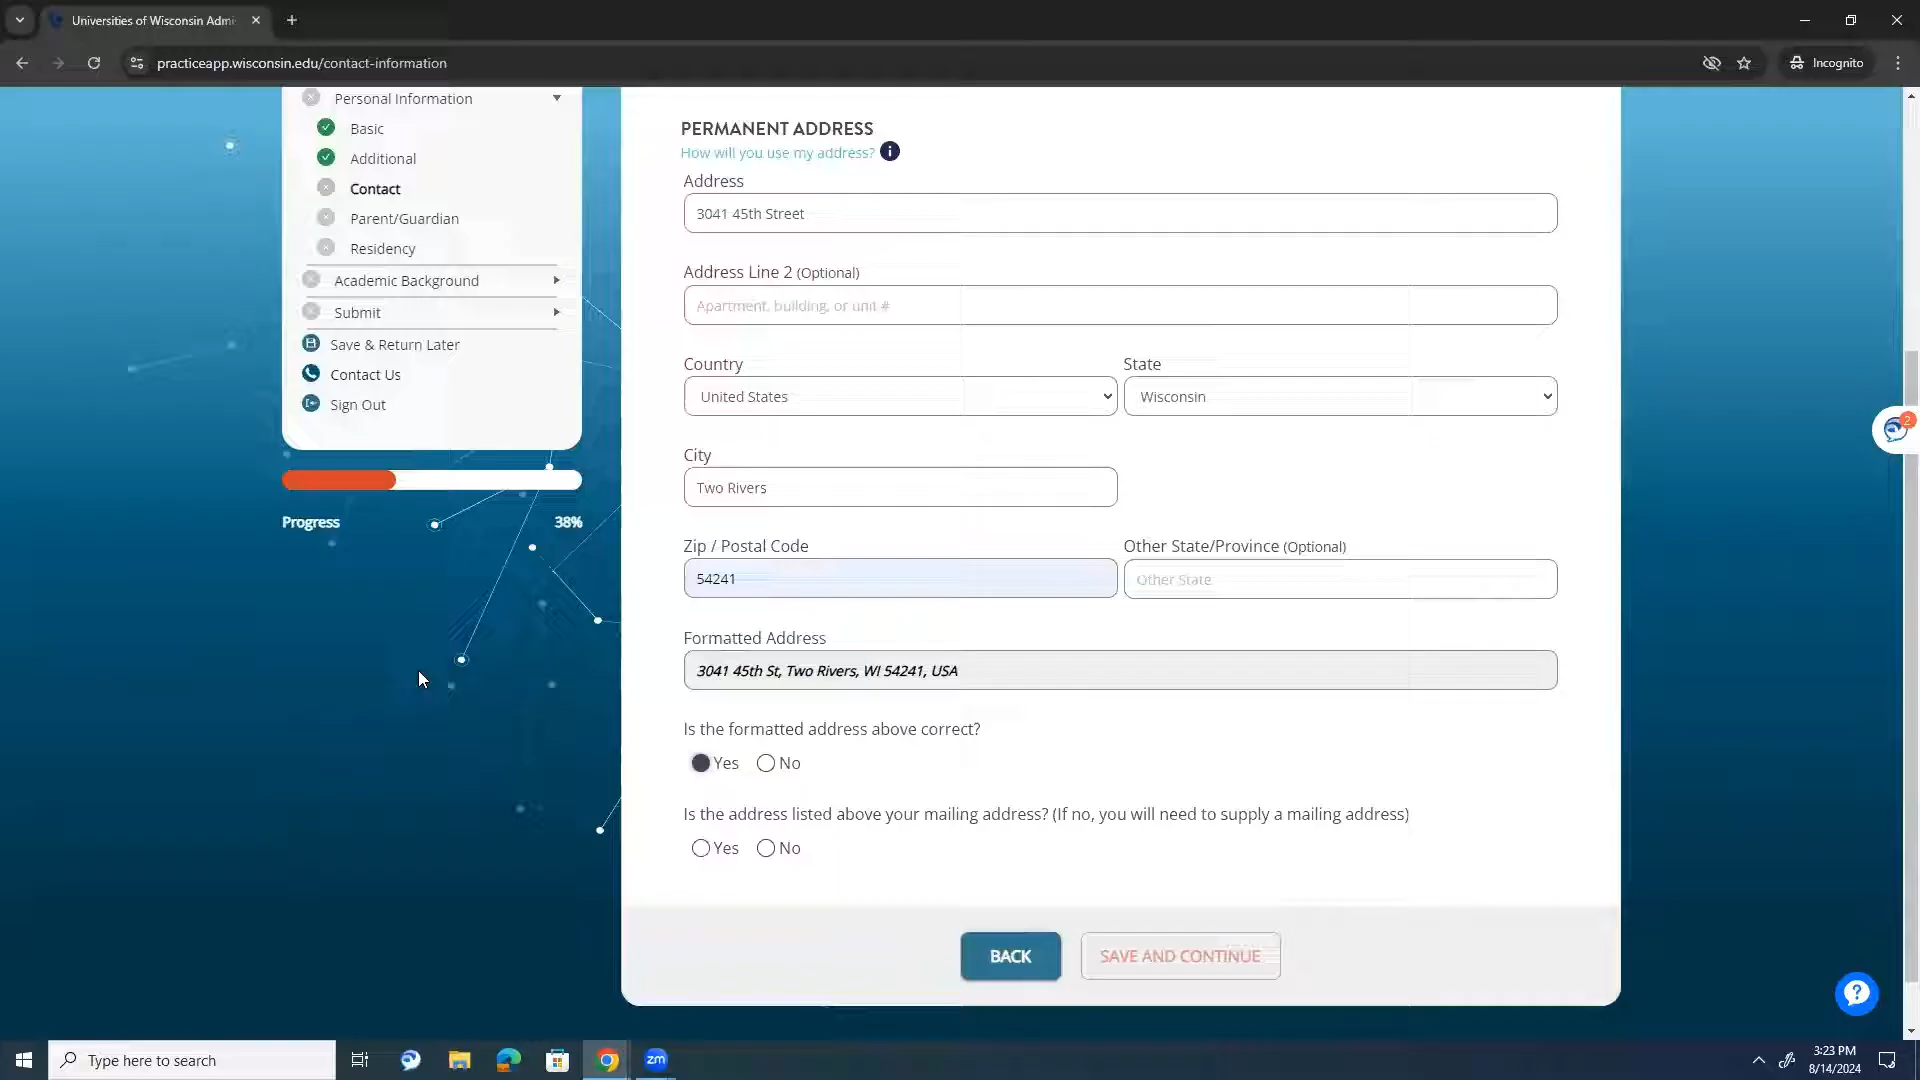 Universities of Wisconsin Admi
practiceapp.wisconsin.edu/contact-information
Incognito
Personal Information
Basic
Additional
Contact
Parent/Guardian
Residency
Academic Background
Submit
Save & Return Later
Contact Us
Sign Out
Progress
38%
PERMANENT ADDRESS
How will you use my address?
Address
3041 45th Street
Address Line 2 (Optional)
Apartment, building, or unit #
Country
State
United States
Wisconsin
City
Two Rivers
Zip / Postal Code
Other State/Province (Optional)
54241
Other State
Formatted Address
3041 45th St, Two Rivers, WI 54241, USA
Is the formatted address above correct?
Yes No
Is the address listed above your mailing address? (If no, you will need to supply a mailing address)
Yes No
BACK
SAVE AND CONTINUE
2
Type here to search
zm
3:23 PM
8/14/2024